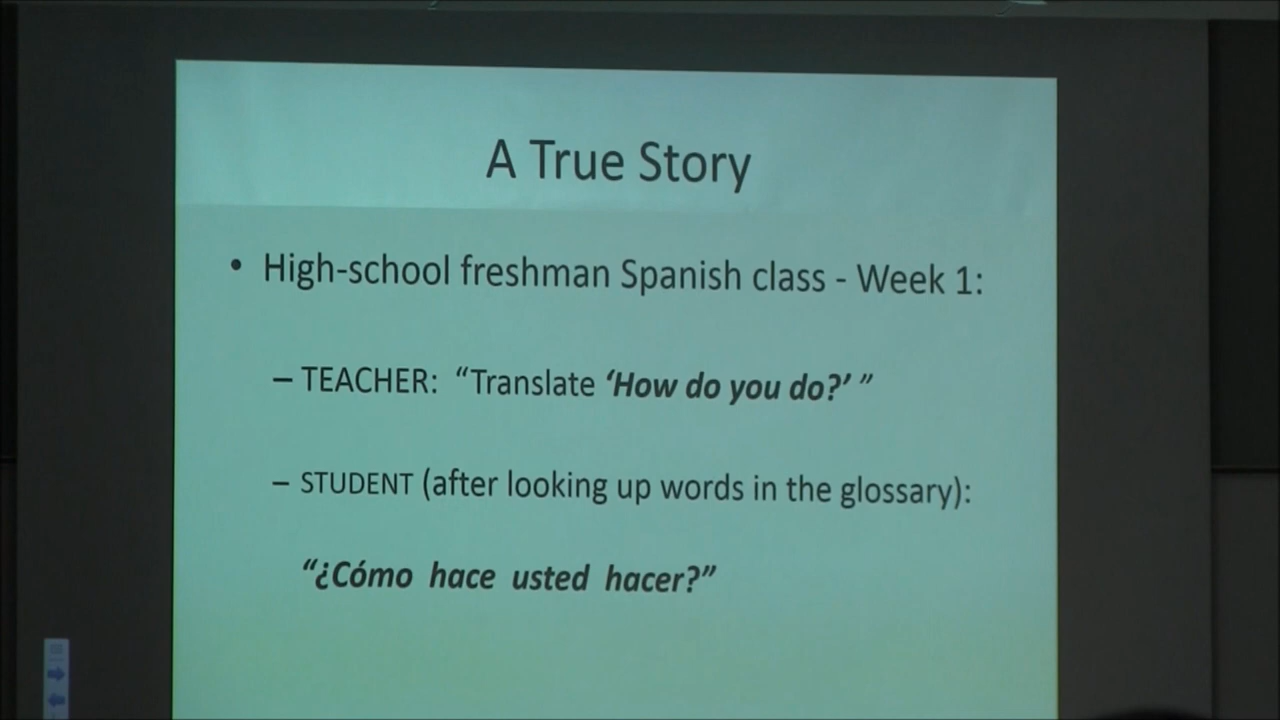 A True Story
• High-school freshman Spanish class - Week 1:
– TEACHER: “Translate ‘How do you do?’ ”
– STUDENT (after looking up words in the glossary):
“¿Cómo hace usted hacer?”